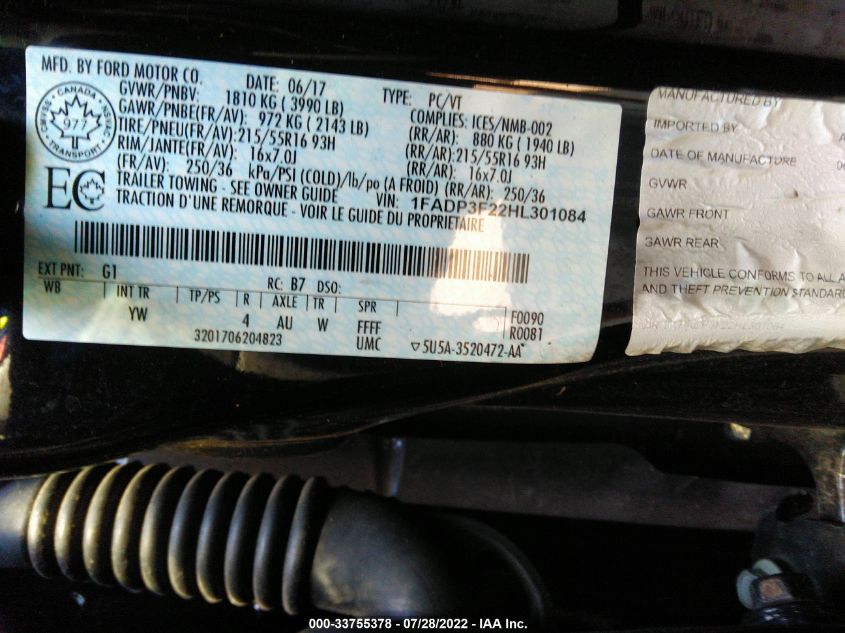 MFD. BY FORD MOTOR CO.
DATE: 06/17
TYPE: PC/VT
GVWR/PNBV: 1810 KG ( 3990 LB)
COMPLIES: ICES/NMB-002
GAWR/PNBE(FR/AV): 972 KG ( 2143 LB)
(RR/AR): 880 KG ( 1940 LB)
TIRE/PNEU(FR/AV): 215/55R16 93H
(RR/AR): 215/55R16 93H
RIM/JANTE(FR/AV): 16x7.0J
(RR/AR): 16x7.0J
(FR/AV): 250/36 kPa/PSI (COLD)/lb/po (A FROID) (RR/AR): 250/36
TRAILER TOWING - SEE OWNER GUIDE
VIN: 1FADP3F22HL301084
TRACTION D'UNE REMORQUE - VOIR LE GUIDE DU PROPRIETAIRE
CANADA
977
TRANSPORT
EC
EXT PNT: G1
RC: B7 DSO:
WB
INT TR
TP/PS
R
AXLE
TR
SPR
YW
4
AU
W
FFFF
F0090
R0081
3201706204823
UMC
▽5U5A-3520472-AA
MANUFACTURED BY
IMPORTED BY
DATE OF MANUFACTURE
GVWR
GAWR FRONT
GAWR REAR
THIS VEHICLE CONFORMS TO ALL A
AND THEFT PREVENTION STANDAR
000-33755378 - 07/28/2022 - IAA Inc.